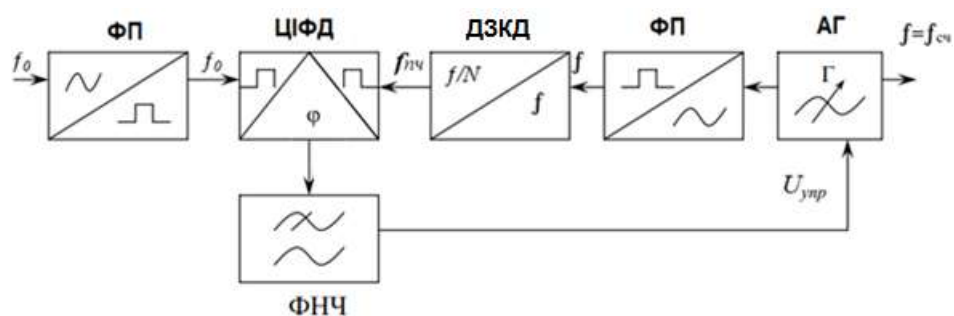 ФП ЦІФД ДЗКД ФП АГ f=fсч
f₀ f₀ fпч f/N f f Г
φ
Uупр
ФНЧ